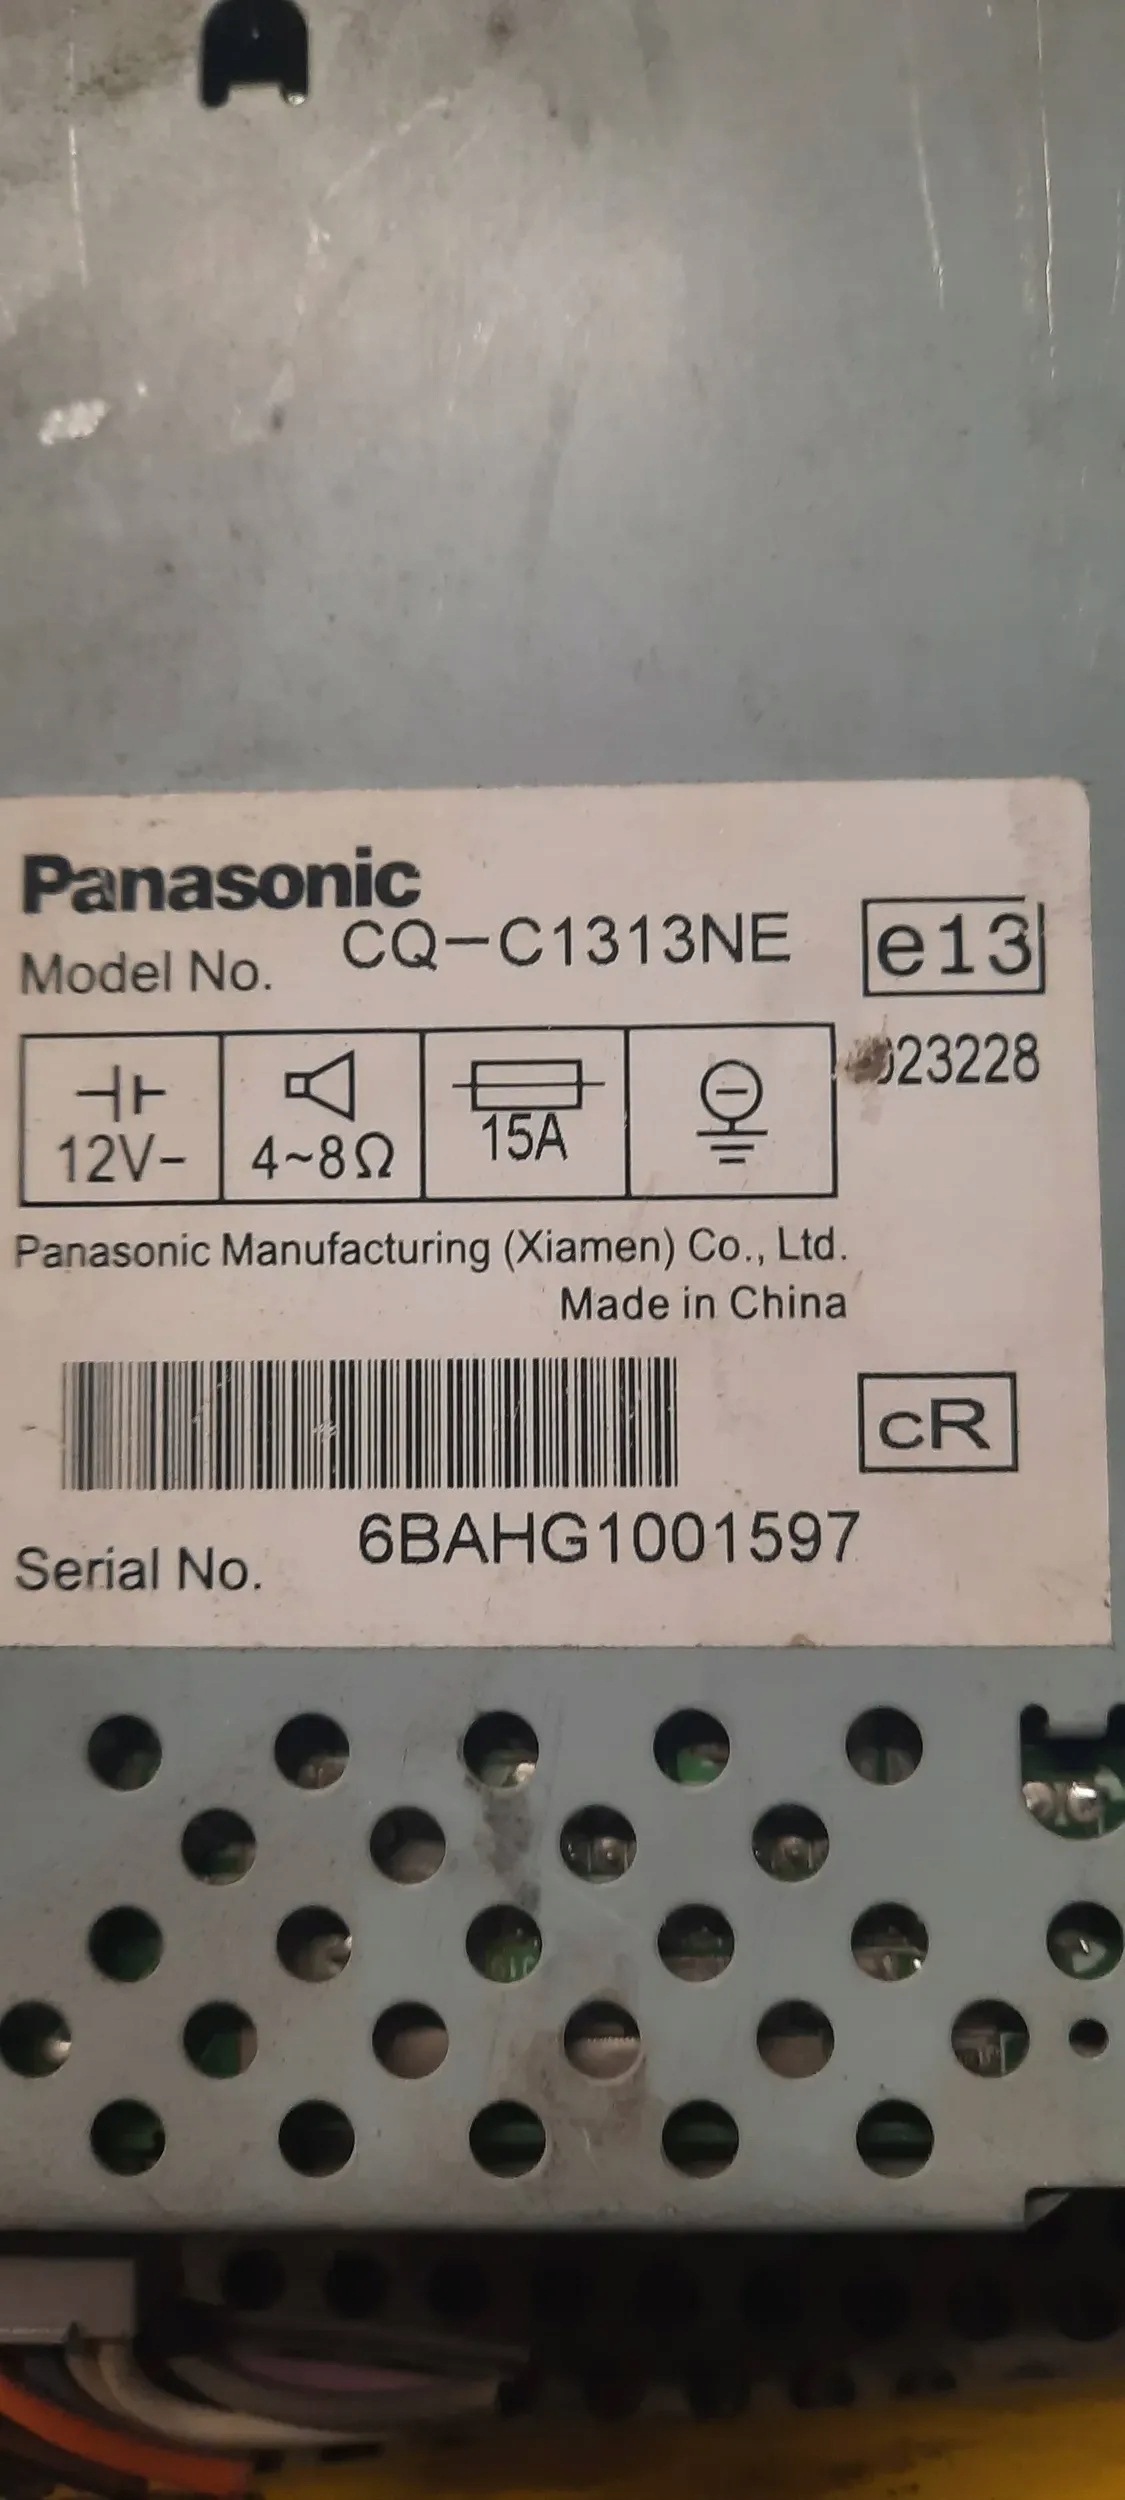 Panasonic
Model No. CQ-C1313NE
e13
12V-
4~8Ω
15A
Panasonic Manufacturing (Xiamen) Co., Ltd.
Made in China
cR
Serial No. 6BAHG1001597